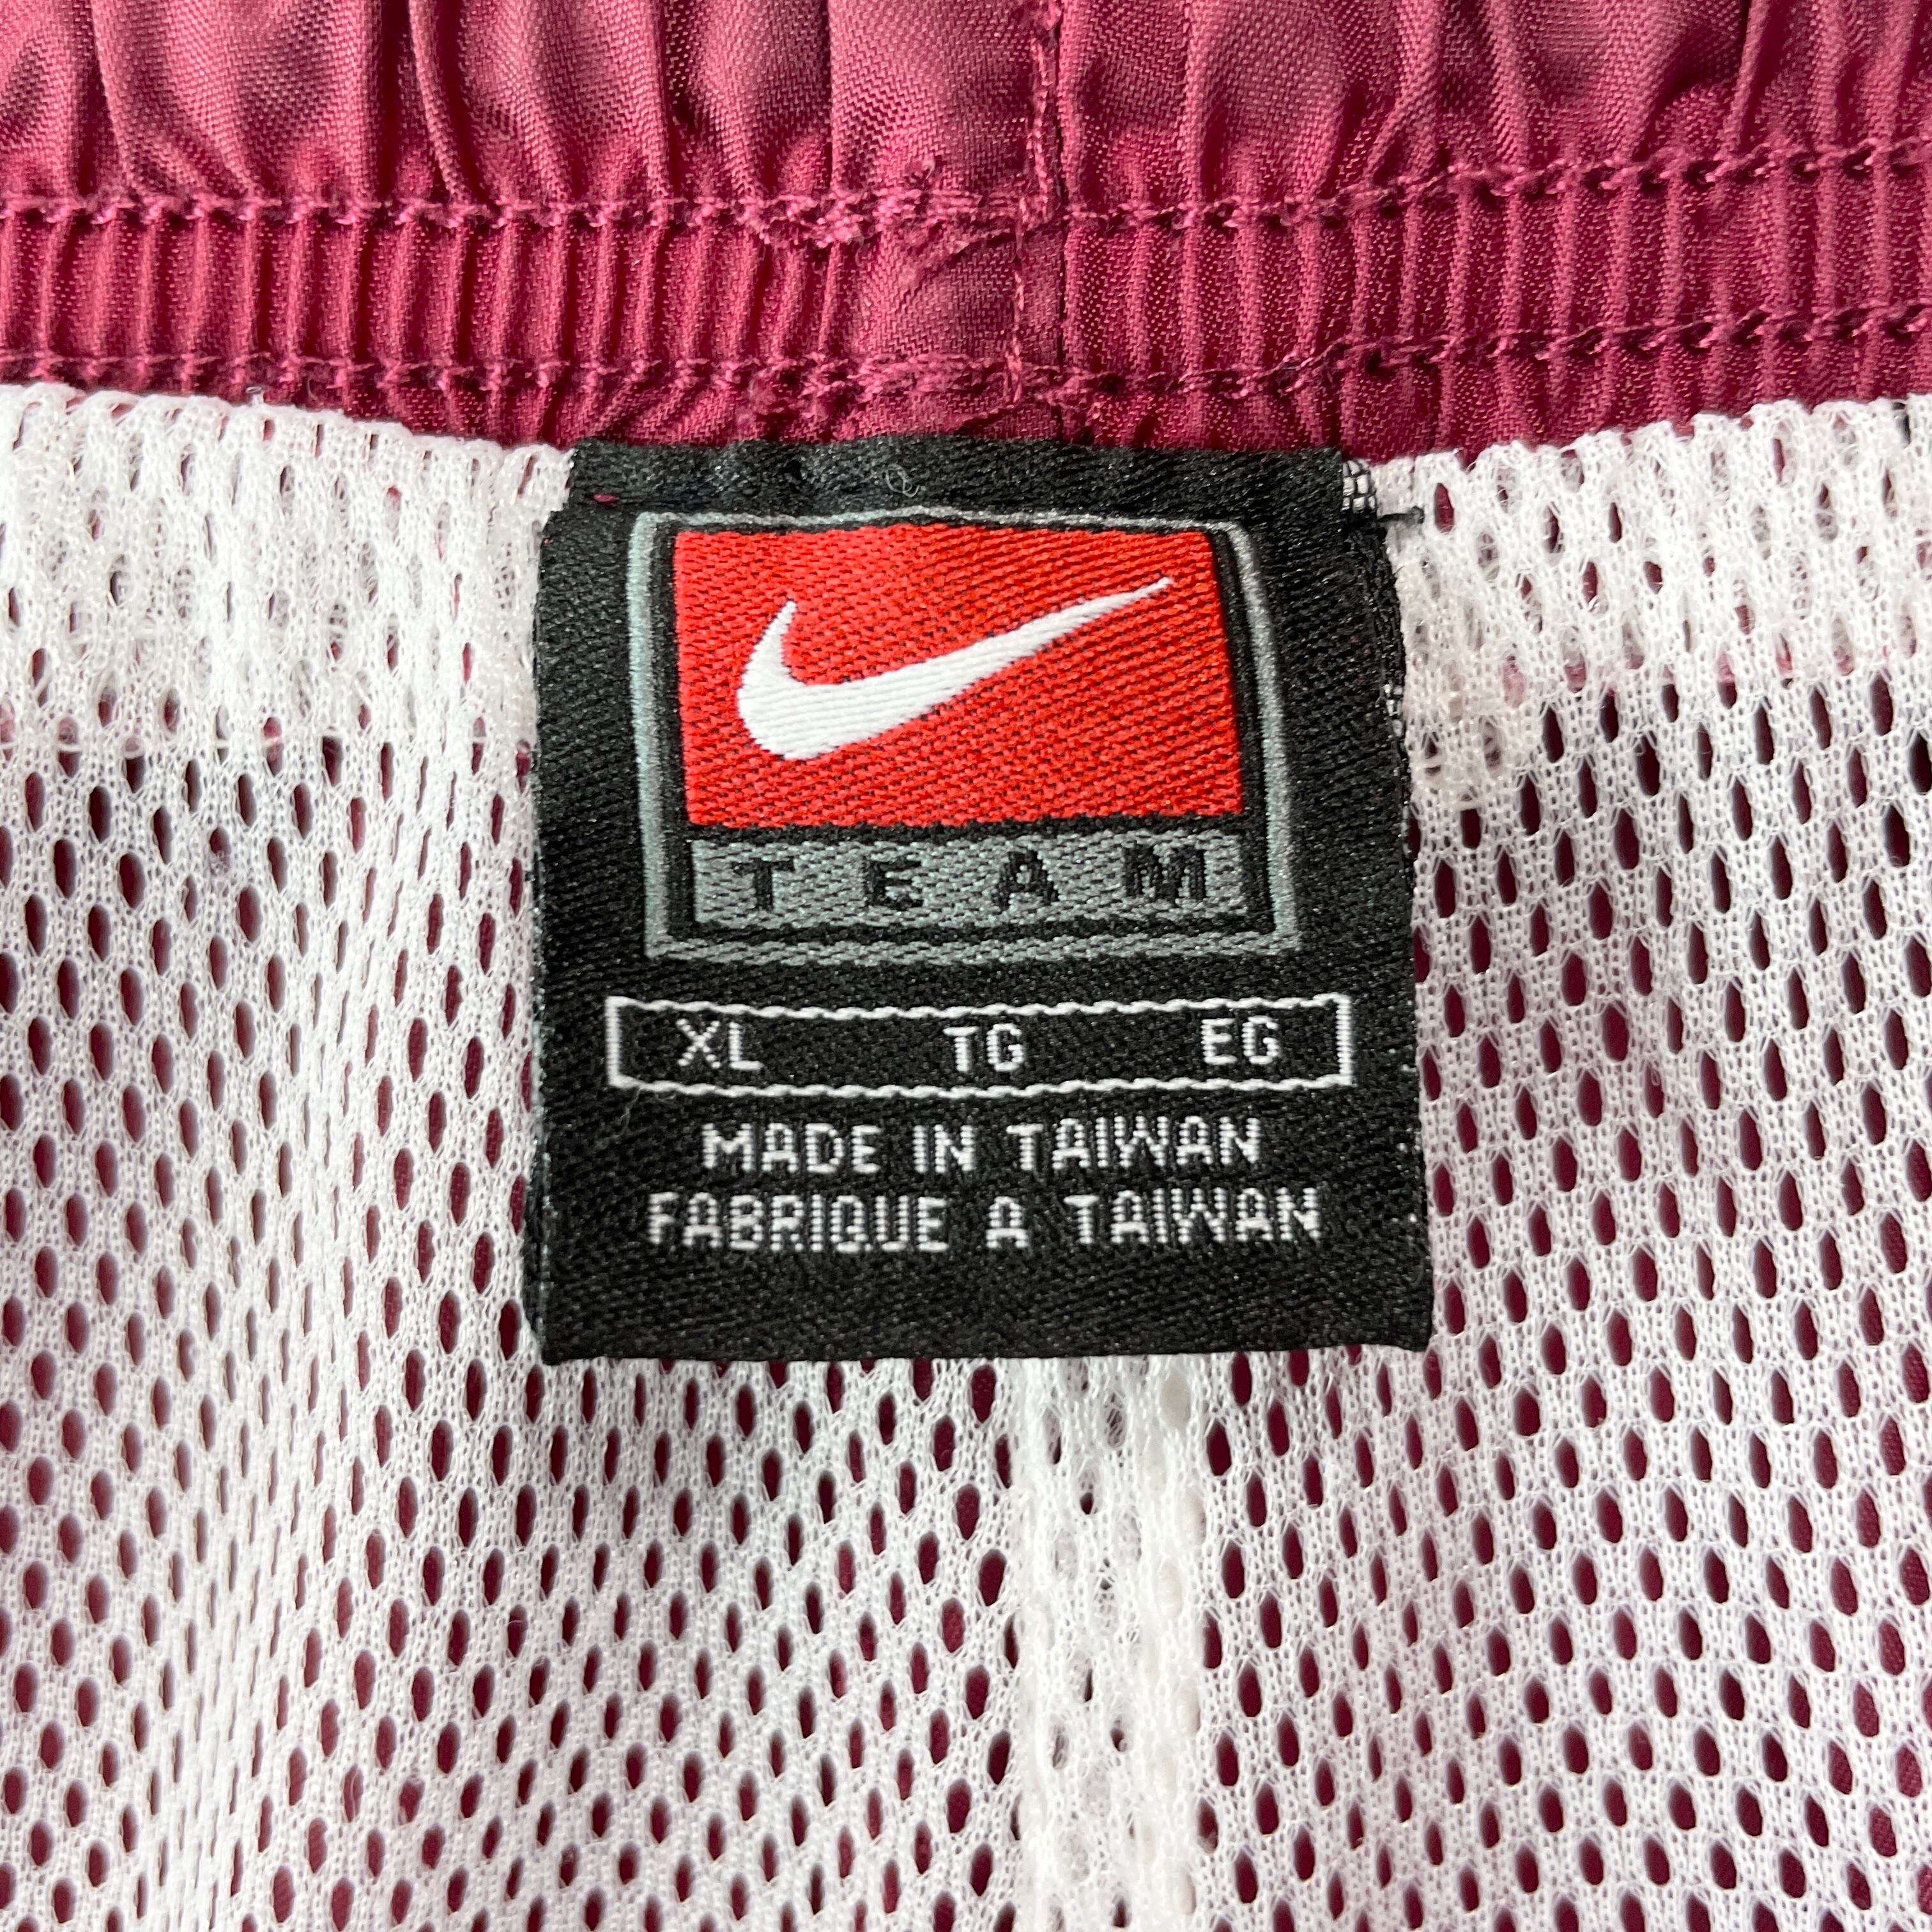 TEAM
XL TG EG
MADE IN TAIWAN
FABRIQUE A TAIWAN